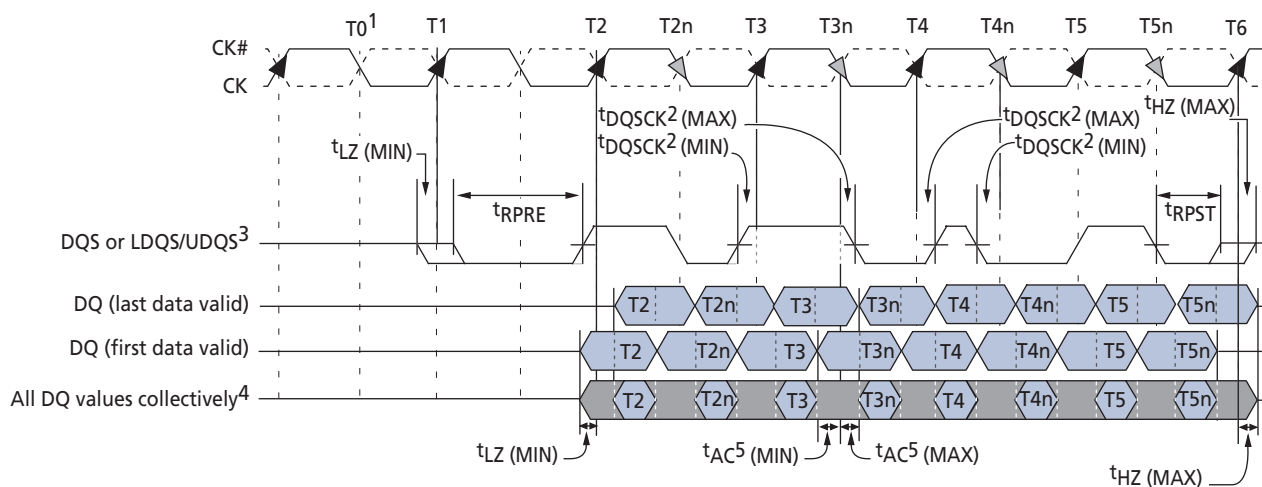 T0¹ T1 T2 T2n T3 T3n T4 T4n T5 T5n T6
CK#
CK
tDQSCK² (MAX) tDQSCK² (MAX) tHZ (MAX)
tLZ (MIN) tDQSCK² (MIN) tDQSCK² (MIN)
tRPRE tRPST
DQS or LDQS/UDQS³
DQ (last data valid) T2 T2n T3 T3n T4 T4n T5 T5n
DQ (first data valid) T2 T2n T3 T3n T4 T4n T5 T5n
All DQ values collectively⁴ T2 T2n T3 T3n T4 T4n T5 T5n
tLZ (MIN) tAC⁵ (MIN) tAC⁵ (MAX)
tHZ (MAX)